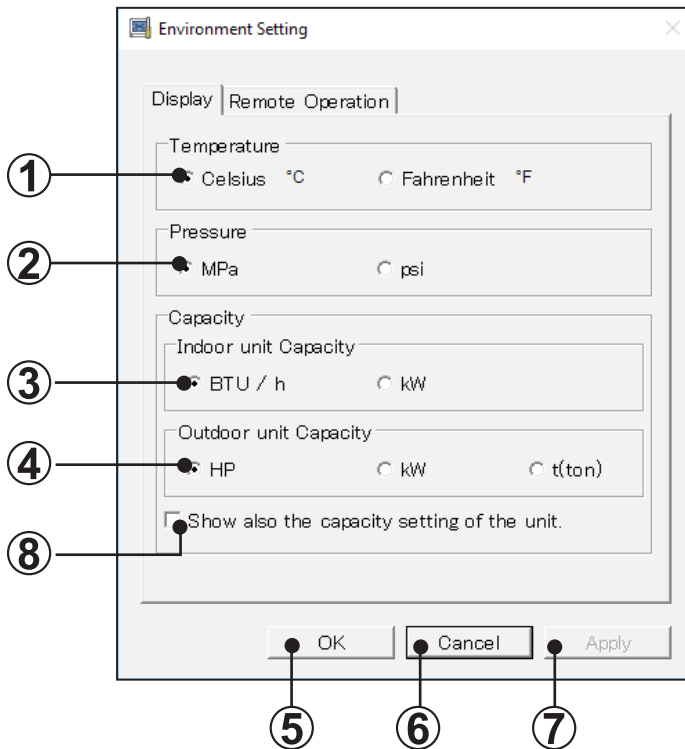 Environment Setting
Display Remote Operation
Temperature
① Celsius °C Fahrenheit °F
Pressure
② MPa psi
Capacity
Indoor unit Capacity
③ BTU / h kW
Outdoor unit Capacity
④ HP kW t(ton)
⑧ Show also the capacity setting of the unit.
OK Cancel Apply
⑤ ⑥ ⑦